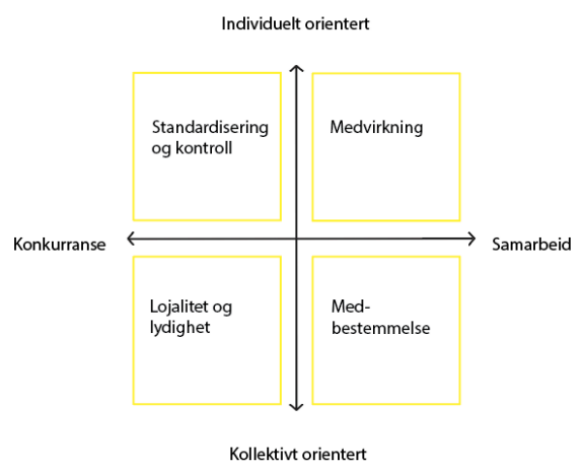 Individuelt orientert
Standardisering
og kontroll
Medvirkning
Konkurranse
Samarbeid
Lojalitet og
lydighet
Med-
bestemmelse
Kollektivt orientert